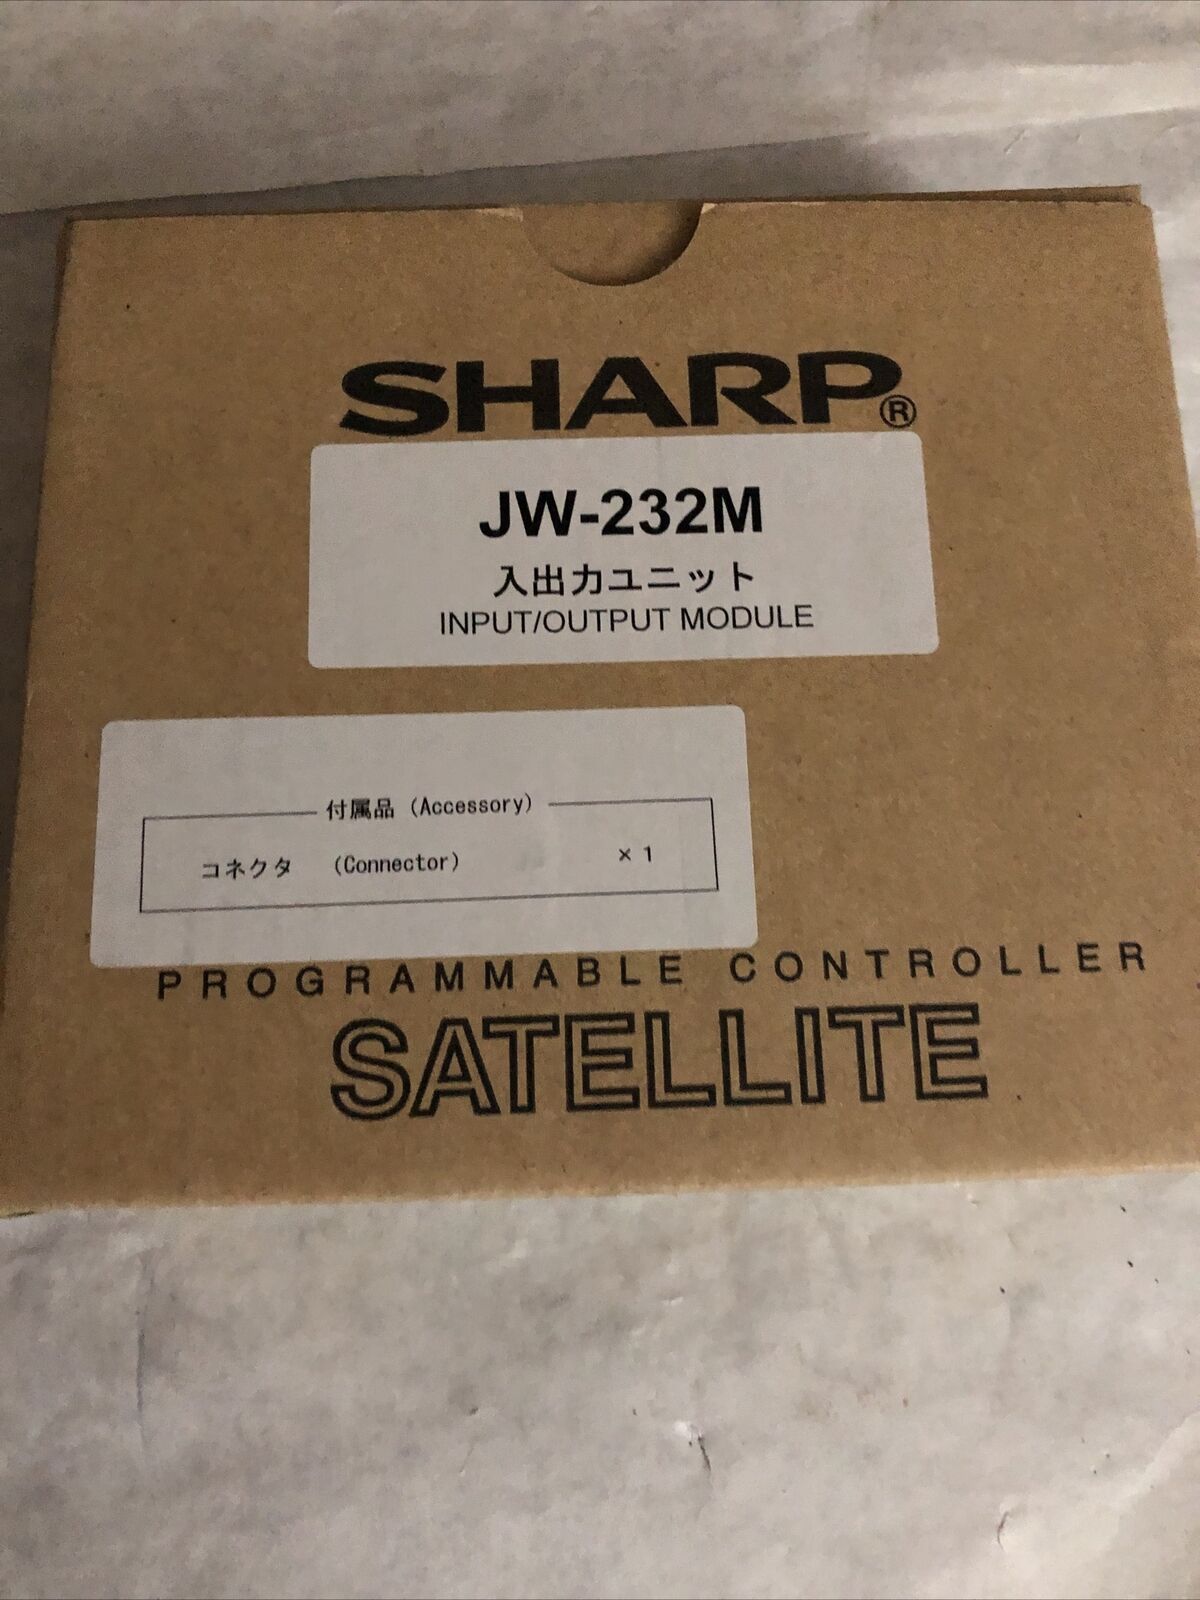 SHARP®
JW-232M
入出力ユニット
INPUT/OUTPUT MODULE
付属品 (Accessory)
コネクタ (Connector) ×1
PROGRAMMABLE CONTROLLER
SATELLITE